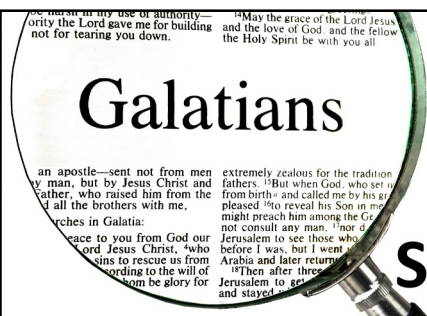 be harsh in my use of authority—
ority the Lord gave me for building
not for tearing you down.
¹⁴May the grace of the Lord Jesus
and the love of God, and the fellow
the Holy Spirit be with you all
Galatians
an apostle—sent not from men
by man, but by Jesus Christ and
Father, who raised him from the
d all the brothers with me,
rches in Galatia:
eace to you from God our
Lord Jesus Christ, ⁴who
sins to rescue us from
cording to the will of
hom be glory for
extremely zealous for the tradition
fathers. ¹⁵But when God, who set
from birth and called me by his gr
pleased ¹⁶to reveal his Son in me
might preach him among the Ge
not consult any man, ¹⁷nor d
Jerusalem to see those who
before I was, but I went
Arabia and later return
¹⁸Then after three
Jerusalem to get
and stayed
S